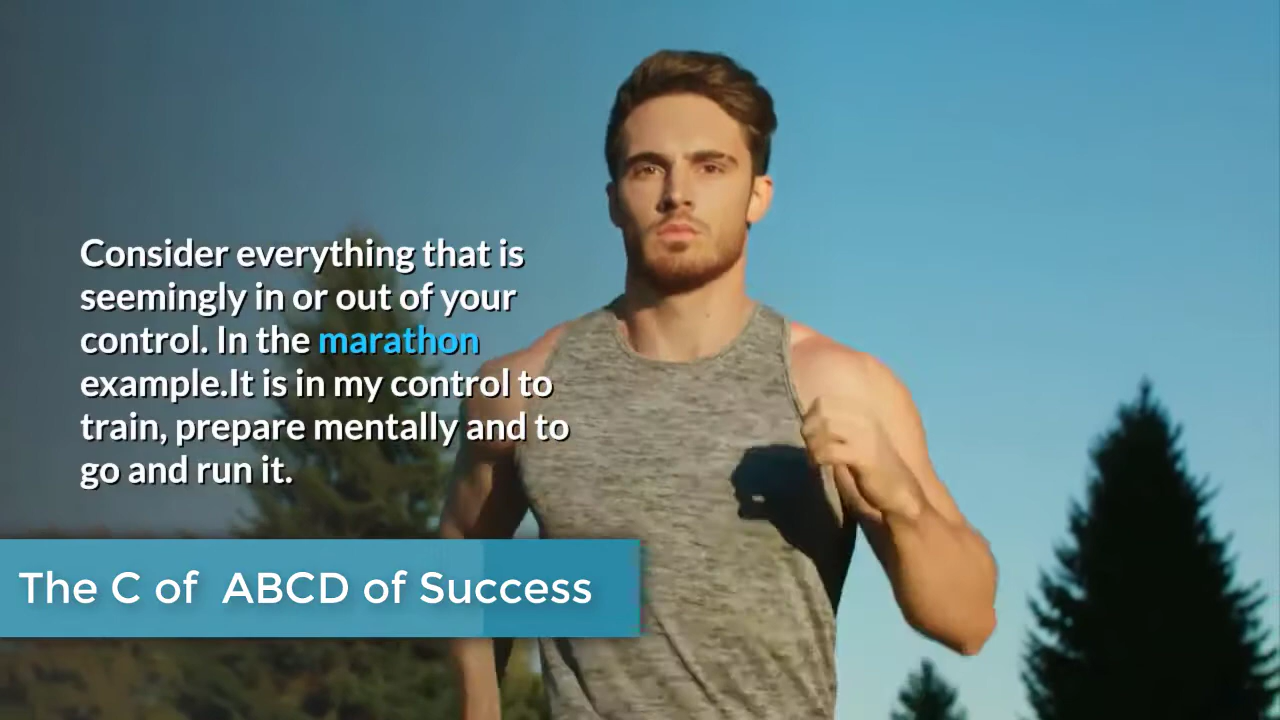 Consider everything that is
seemingly in or out of your
control. In the marathon
example.It is in my control to
train, prepare mentally and to
go and run it.
The C of  ABCD of Success